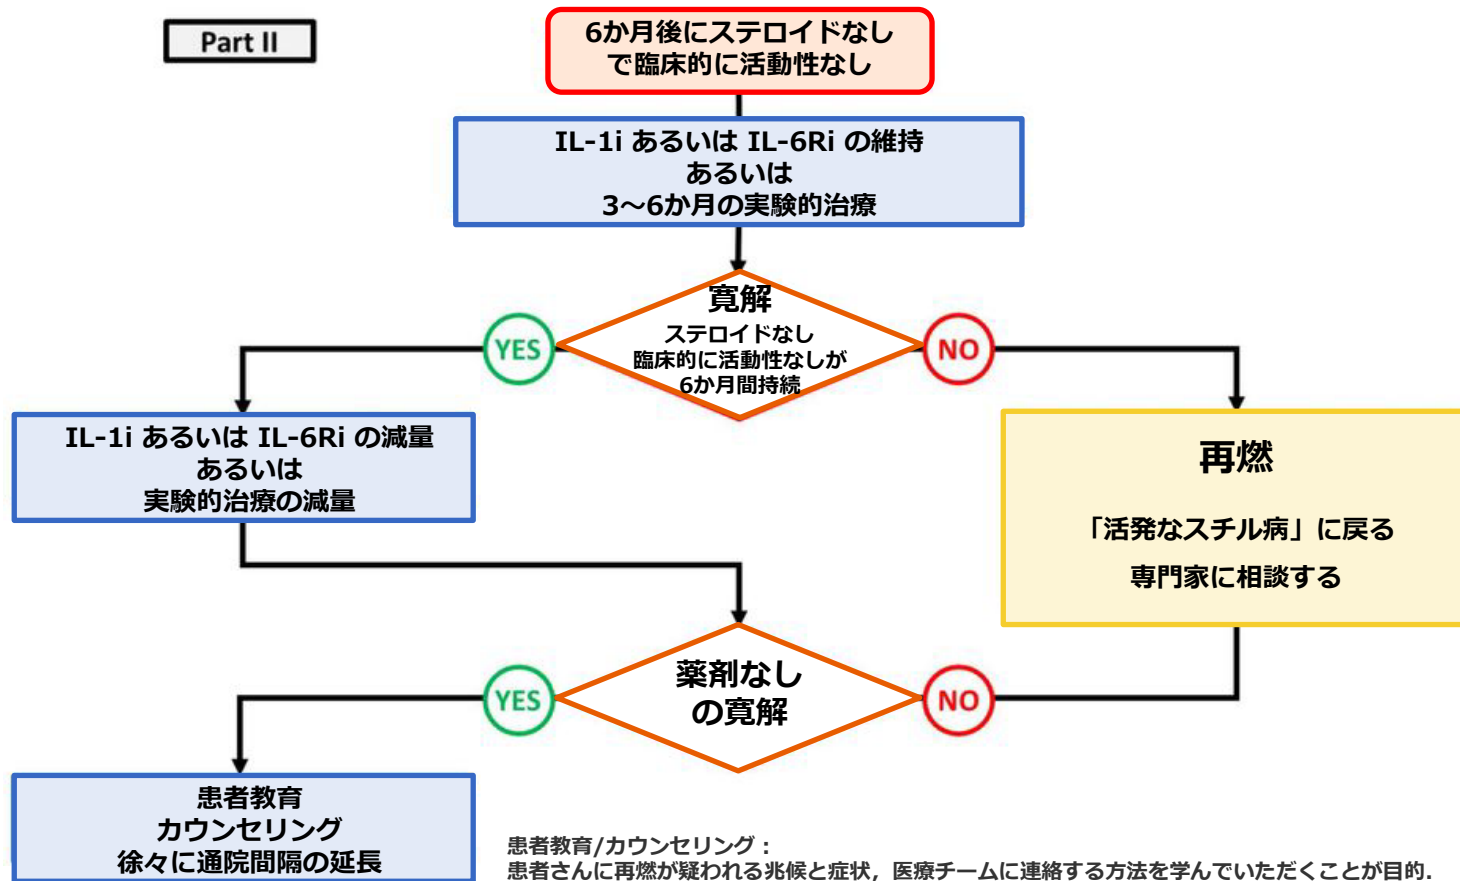 Part II
6か月後にステロイドなし
で臨床的に活動性なし
IL-1i あるいは IL-6Ri の維持
あるいは
3～6か月の実験的治療
寛解
ステロイドなし
臨床的に活動性なしが
6か月間持続
YES
NO
IL-1i あるいは IL-6Ri の減量
あるいは
実験的治療の減量
再燃
「活発なスチル病」に戻る
専門家に相談する
薬剤なし
の寛解
YES
NO
患者教育
カウンセリング
徐々に通院間隔の延長
患者教育/カウンセリング：
患者さんに再燃が疑われる兆候と症状，医療チームに連絡する方法を学んでいただくことが目的．